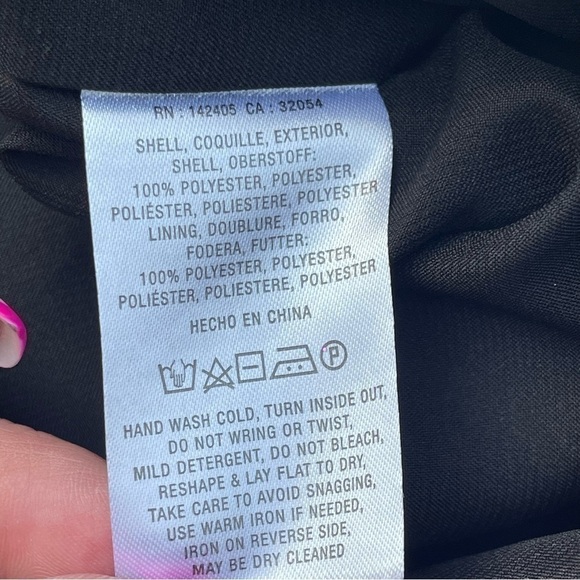 RN : 142405 CA : 32054
SHELL, COQUILLE, EXTERIOR,
SHELL, OBERSTOFF:
100% POLYESTER, POLYESTER,
POLIÉSTER, POLIESTERE, POLYESTER
LINING, DOUBLURE, FORRO,
FODERA, FUTTER:
100% POLYESTER, POLYESTER,
POLIÉSTER, POLIESTERE, POLYESTER
HECHO EN CHINA
P
HAND WASH COLD, TURN INSIDE OUT,
DO NOT WRING OR TWIST,
MILD DETERGENT, DO NOT BLEACH,
RESHAPE & LAY FLAT TO DRY,
TAKE CARE TO AVOID SNAGGING,
USE WARM IRON IF NEEDED,
IRON ON REVERSE SIDE,
MAY BE DRY CLEANED